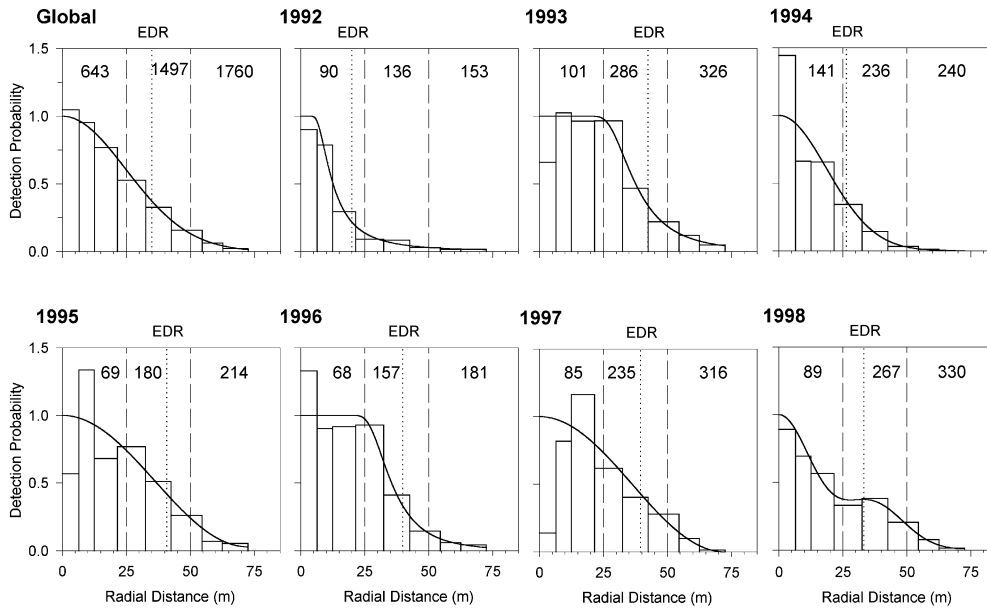 Global 1992 1993 1994
EDR EDR EDR EDR
1.5 643 1497 1760 90 136 153 101 286 326 141 236 240
1.0
0.5
0.0
Detection Probability
1995 1996 1997 1998
EDR EDR EDR EDR
1.5 69 180 214 68 157 181 85 235 316 89 267 330
1.0
0.5
0.0
Detection Probability
0 25 50 75 0 25 50 75 0 25 50 75 0 25 50 75
Radial Distance (m) Radial Distance (m) Radial Distance (m) Radial Distance (m)